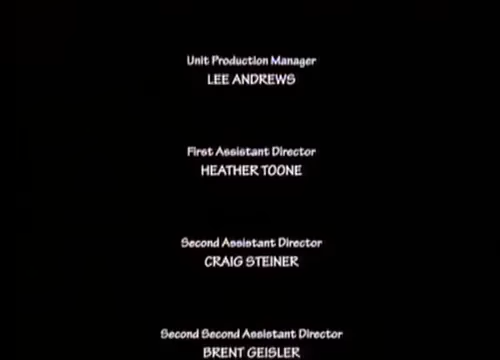 Unit Production Manager
LEE ANDREWS
First Assistant Director
HEATHER TOONE
Second Assistant Director
CRAIG STEINER
Second Second Assistant Director
BRENT GEISLER